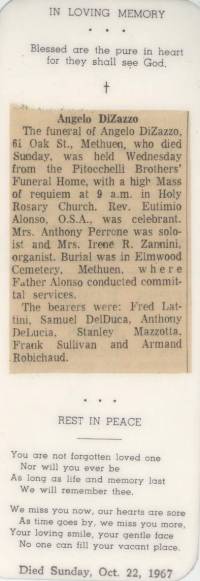 IN LOVING MEMORY
• • •
Blessed are the pure in heart
for they shall see God.
Angelo DiZazzo
The funeral of Angelo DiZazzo,
61 Oak St., Methuen, who died
Sunday, was held Wednesday
from the Pitocchelli Brothers'
Funeral Home, with a high Mass
of requiem at 9 a.m. in Holy
Rosary Church. Rev. Eutimio
Alonso, O.S.A., was celebrant.
Mrs. Anthony Perrone was solo-
ist and Mrs. Irene R. Zannini,
organist. Burial was in Elmwood
Cemetery, Methuen, where
Father Alonso conducted commit-
tal services.
The bearers were: Fred Lat-
tini, Samuel DelDuca, Anthony
DeLucia, Stanley Mazzotta,
Frank Sullivan and Armand
Robichaud.
• • •
REST IN PEACE
You are not forgotten loved one
Nor will you ever be
As long as life and memory last
We will remember thee.
We miss you now, our hearts are sore
As time goes by, we miss you more,
Your loving smile, your gentle face
No one can fill your vacant place.
Died Sunday, Oct. 22, 1967